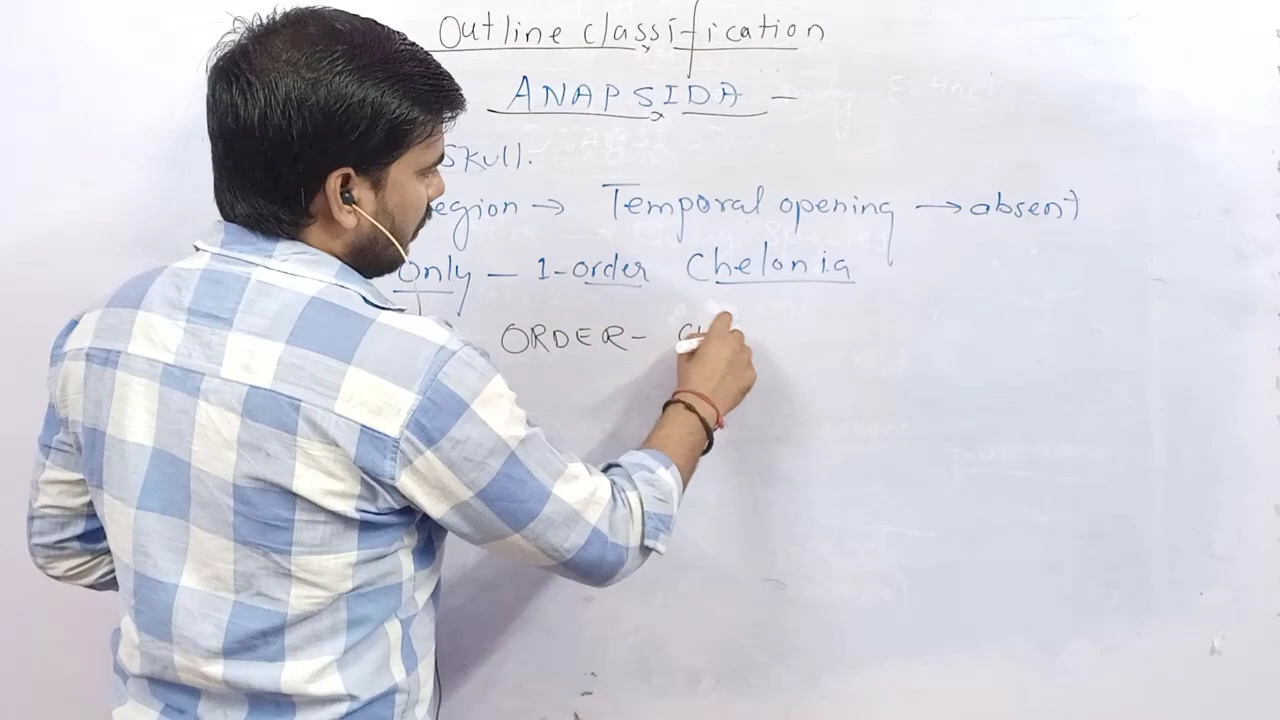 Outline classification
ANAPSIDA -
Skull.
egion → Temporal opening → absent
Only - 1-order Chelonia
ORDER-